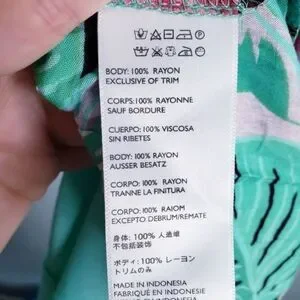 BODY: 100% RAYON
EXCLUSIVE OF TRIM
CORPS:100% RAYONNE
SAUF BORDURE
CUERPO: 100% VISCOSA
SIN RIBETES
BODY: 100% RAYON
AUSSER BESATZ
CORPO: 100% RAYON
TRANNE LA FINITURA
CORPO: 100% RAIOM
EXCEPTO DEBRUM/REMATE
身体: 100% 人造维
不包括装饰
ボディ: 100% レーヨン
トリムのみ
MADE IN INDONESIA
FABRIQUÉ EN INDONESIE
HECHO EN INDONESIA